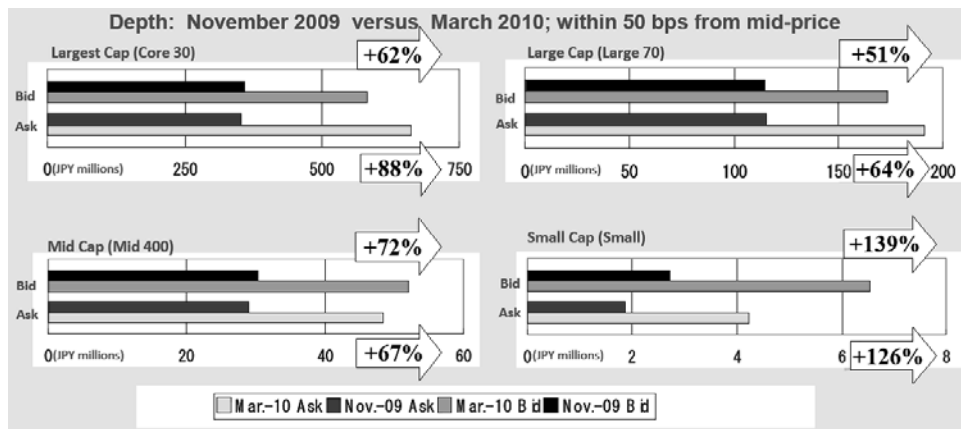 Depth: November 2009 versus March 2010; within 50 bps from mid-price
Largest Cap (Core 30)
+62%
Bid
Ask
0(JPY millions) 250 500 750
+88%
Large Cap (Large 70)
+51%
Bid
Ask
0(JPY millions) 50 100 150 200
+64%
Mid Cap (Mid 400)
+72%
Bid
Ask
0(JPY millions) 20 40 60
+67%
Small Cap (Small)
+139%
Bid
Ask
0(JPY millions) 2 4 6 8
+126%
Mar.-10 Ask Nov.-09 Ask Mar.-10 Bid Nov.-09 Bid